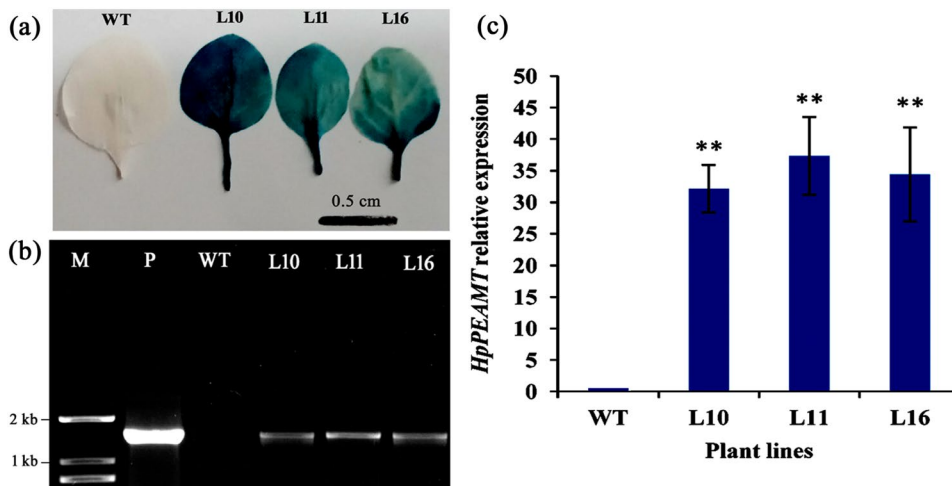 (a)
WT L10 L11 L16
0.5 cm
(b)
M P WT L10 L11 L16
2 kb
1 kb
(c)
HpPEAMT relative expression
50
45
40
35
30
25
20
15
10
5
0
** ** **
WT L10 L11 L16
Plant lines